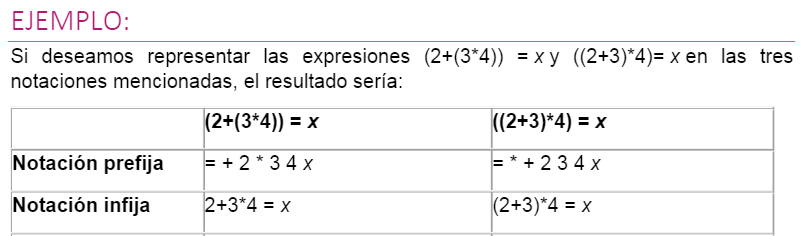 EJEMPLO:
Si deseamos representar las expresiones (2+(3*4)) = x y ((2+3)*4)= x en las tres
notaciones mencionadas, el resultado sería:
(2+(3*4)) = x ((2+3)*4) = x
Notación prefija = + 2 * 3 4 x = * + 2 3 4 x
Notación infija 2+3*4 = x (2+3)*4 = x